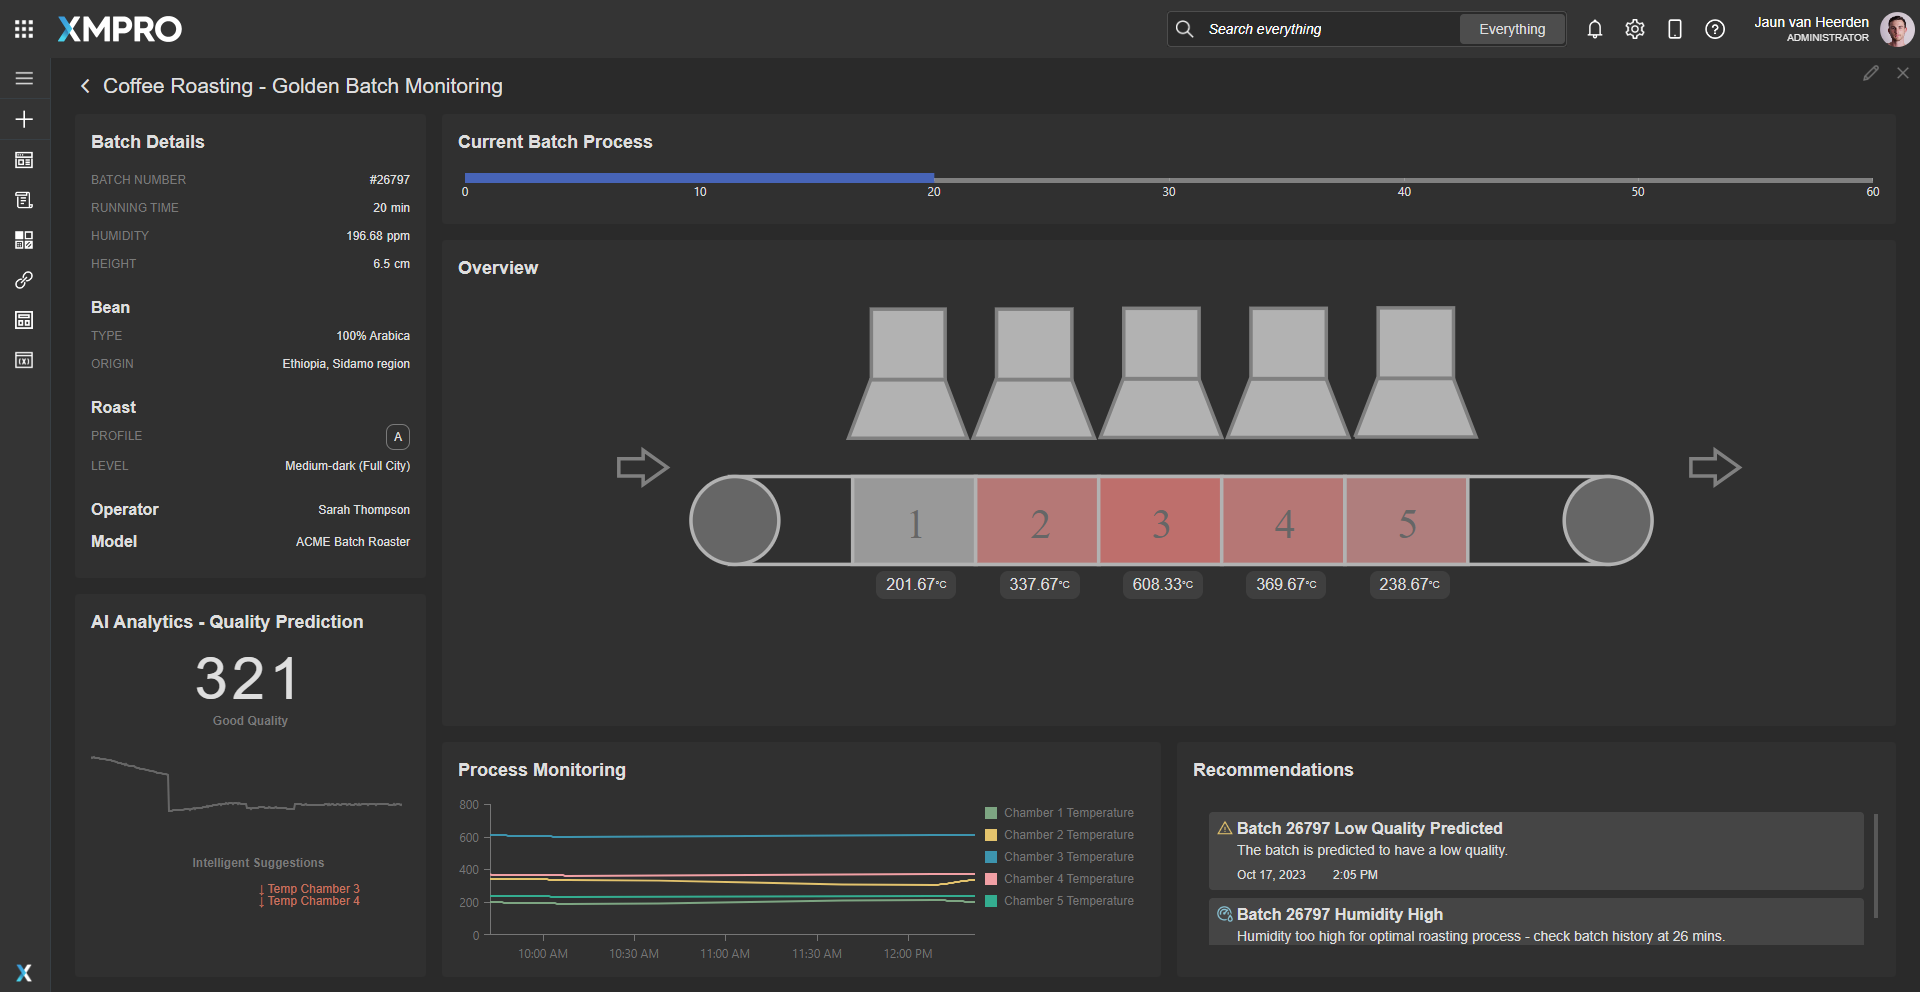 XMPRO
Search everything
Everything
Jaun van Heerden
ADMINISTRATOR
Coffee Roasting - Golden Batch Monitoring
Batch Details
BATCH NUMBER #26797
RUNNING TIME 20 min
HUMIDITY 196.68 ppm
HEIGHT 6.5 cm
Bean
TYPE 100% Arabica
ORIGIN Ethiopia, Sidamo region
Roast
PROFILE A
LEVEL Medium-dark (Full City)
Operator Sarah Thompson
Model ACME Batch Roaster
AI Analytics - Quality Prediction
321
Good Quality
Intelligent Suggestions
↓ Temp Chamber 3
↓ Temp Chamber 4
Current Batch Process
0 10 20 30 40 50 60
Overview
1 2 3 4 5
201.67°C 337.67°C 608.33°C 369.67°C 238.67°C
Process Monitoring
800
600
400
200
0
10:00 AM 10:30 AM 11:00 AM 11:30 AM 12:00 PM
Chamber 1 Temperature
Chamber 2 Temperature
Chamber 3 Temperature
Chamber 4 Temperature
Chamber 5 Temperature
Recommendations
Batch 26797 Low Quality Predicted
The batch is predicted to have a low quality.
Oct 17, 2023 2:05 PM
Batch 26797 Humidity High
Humidity too high for optimal roasting process - check batch history at 26 mins.